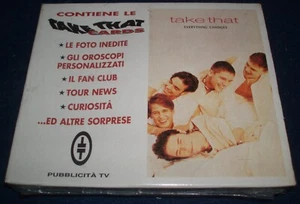 CONTIENE LE
TAKE THAT
CARDS
★ LE FOTO INEDITE
★ GLI OROSCOPI
PERSONALIZZATI
★ IL FAN CLUB
★ TOUR NEWS
★ CURIOSITÀ
...ED ALTRE SORPRESE
PUBBLICITÀ TV
take that
EVERYTHING CHANGES